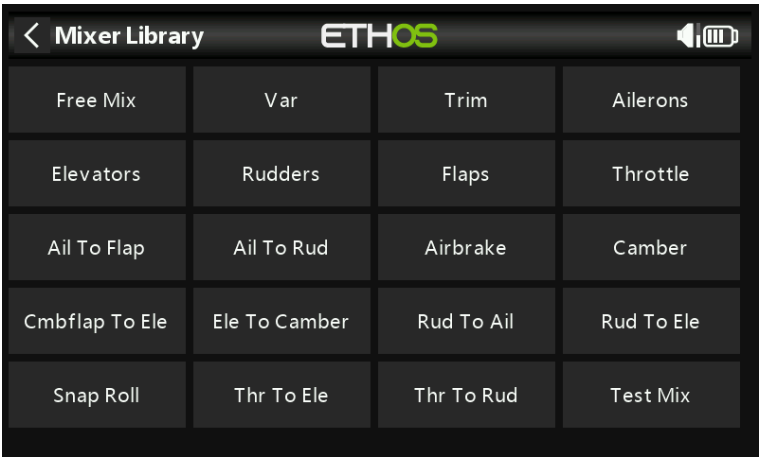 Mixer Library ETHOS
Free Mix Var Trim Ailerons
Elevators Rudders Flaps Throttle
Ail To Flap Ail To Rud Airbrake Camber
Cmbflap To Ele Ele To Camber Rud To Ail Rud To Ele
Snap Roll Thr To Ele Thr To Rud Test Mix